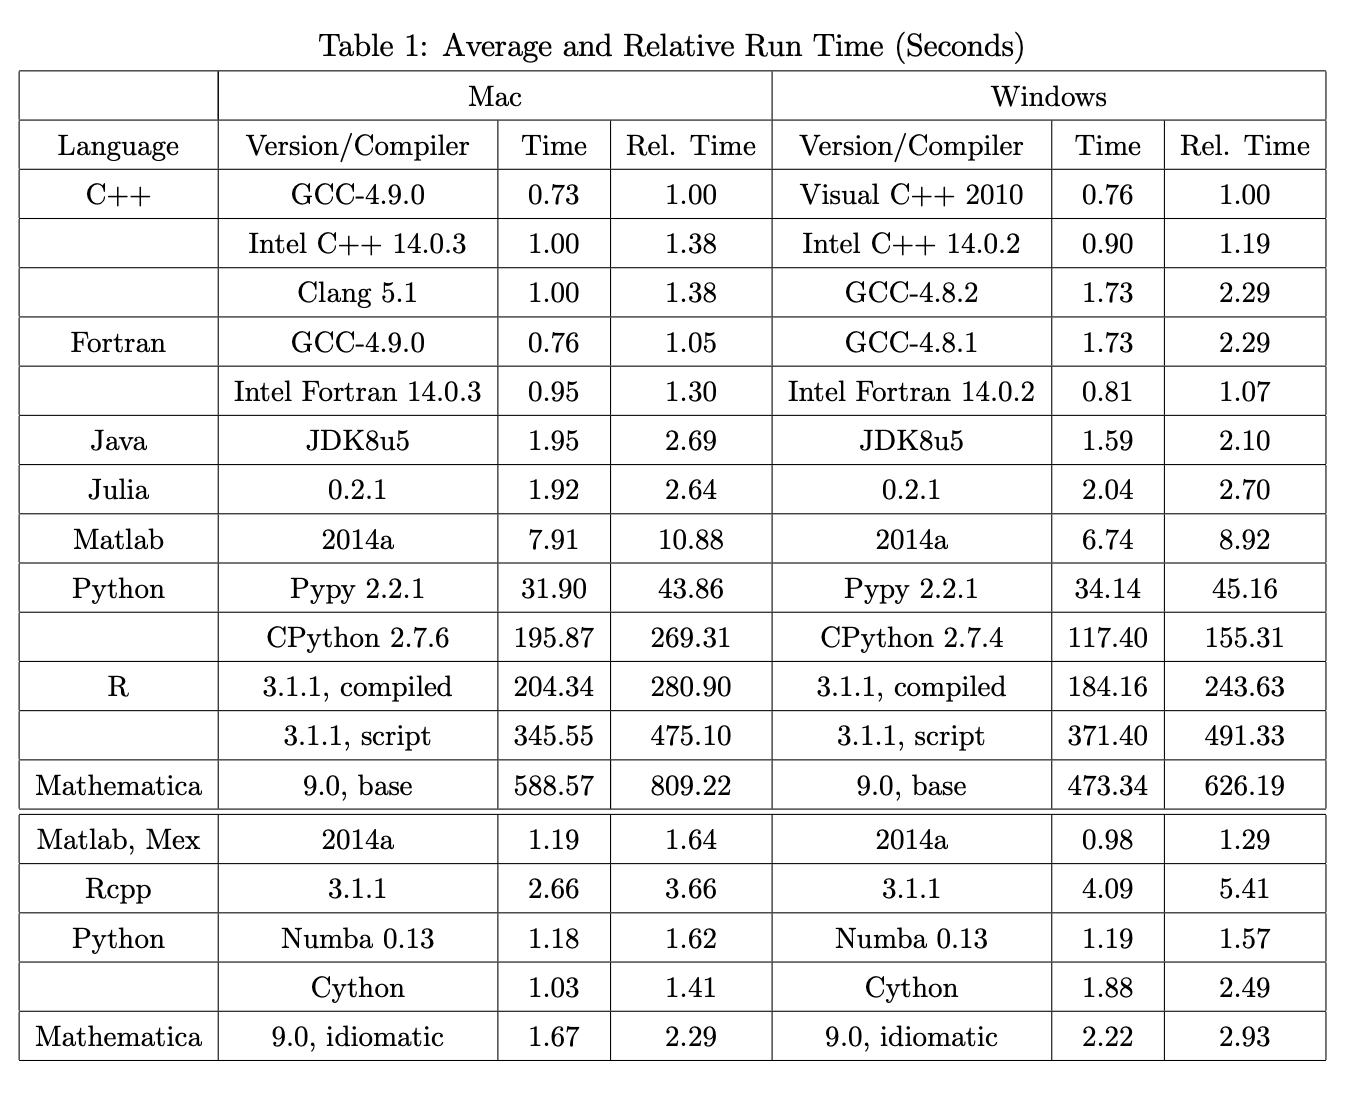 Table 1: Average and Relative Run Time (Seconds)
Mac Windows
Language Version/Compiler Time Rel. Time Version/Compiler Time Rel. Time
C++ GCC-4.9.0 0.73 1.00 Visual C++ 2010 0.76 1.00
Intel C++ 14.0.3 1.00 1.38 Intel C++ 14.0.2 0.90 1.19
Clang 5.1 1.00 1.38 GCC-4.8.2 1.73 2.29
Fortran GCC-4.9.0 0.76 1.05 GCC-4.8.1 1.73 2.29
Intel Fortran 14.0.3 0.95 1.30 Intel Fortran 14.0.2 0.81 1.07
Java JDK8u5 1.95 2.69 JDK8u5 1.59 2.10
Julia 0.2.1 1.92 2.64 0.2.1 2.04 2.70
Matlab 2014a 7.91 10.88 2014a 6.74 8.92
Python Pypy 2.2.1 31.90 43.86 Pypy 2.2.1 34.14 45.16
CPython 2.7.6 195.87 269.31 CPython 2.7.4 117.40 155.31
R 3.1.1, compiled 204.34 280.90 3.1.1, compiled 184.16 243.63
3.1.1, script 345.55 475.10 3.1.1, script 371.40 491.33
Mathematica 9.0, base 588.57 809.22 9.0, base 473.34 626.19
Matlab, Mex 2014a 1.19 1.64 2014a 0.98 1.29
Rcpp 3.1.1 2.66 3.66 3.1.1 4.09 5.41
Python Numba 0.13 1.18 1.62 Numba 0.13 1.19 1.57
Cython 1.03 1.41 Cython 1.88 2.49
Mathematica 9.0, idiomatic 1.67 2.29 9.0, idiomatic 2.22 2.93